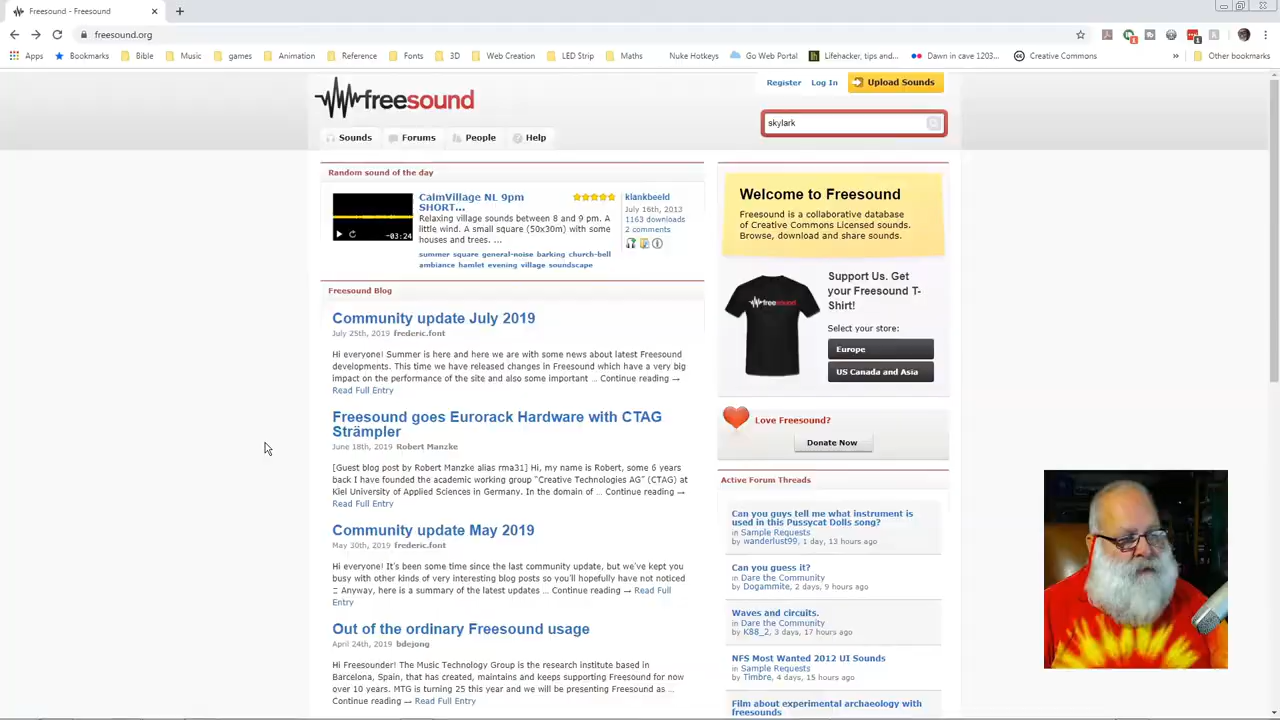 Freesound - Freesound
freesound.org
Apps
Bookmarks
Bible
Music
games
Animation
Reference
Fonts
3D
Web Creation
LED Strip
Maths
Nuke Hotkeys
Go Web Portal
Lifehacker, tips and...
Dawn in cave 1203...
Creative Commons
»
Other bookmarks
Register
Log In
Upload Sounds
freesound
skylark
Sounds
Forums
People
Help
Random sound of the day
CalmVillage NL 9pm
SHORT...
Relaxing village sounds between 8 and 9 pm. A
little wind. A small square (50x30m) with some
houses and trees. ...
summer square general-noise barking church-bell
ambiance hamlet evening village soundscape
-03:24
klankbeeld
July 16th, 2013
1163 downloads
2 comments
Freesound Blog
Community update July 2019
July 25th, 2019 frederic.font
Hi everyone! Summer is here and here we are with some news about latest Freesound
developments. This time we have released changes in Freesound which have a very big
impact on the performance of the site and also some important ... Continue reading →
Read Full Entry
Freesound goes Eurorack Hardware with CTAG
Strämpler
June 18th, 2019 Robert Manzke
[Guest blog post by Robert Manzke alias rma31] Hi, my name is Robert, some 6 years
back I have founded the academic working group "Creative Technologies AG" (CTAG) at
Kiel University of Applied Sciences in Germany. In the domain of ... Continue reading →
Read Full Entry
Community update May 2019
May 30th, 2019 frederic.font
Hi everyone! It's been some time since the last community update, but we've kept you
busy with other kinds of very interesting blog posts so you'll hopefully have not noticed
Anyway, here is a summary of the latest updates ... Continue reading → Read Full
Entry
Out of the ordinary Freesound usage
April 24th, 2019 bdejong
Hi Freesounder! The Music Technology Group is the research institute based in
Barcelona, Spain, that has created, maintains and keeps supporting Freesound for now
over 10 years. MTG is turning 25 this year and we will be presenting Freesound as ...
Continue reading → Read Full Entry
Welcome to Freesound
Freesound is a collaborative database
of Creative Commons Licensed sounds.
Browse, download and share sounds.
freesound
Support Us. Get
your Freesound T-
Shirt!
Select your store:
Europe
US Canada and Asia
Love Freesound?
Donate Now
Active Forum Threads
Can you guys tell me what instrument is
used in this Pussycat Dolls song?
in Sample Requests
by wanderlust99, 1 day, 13 hours ago
Can you guess it?
in Dare the Community
by Dogammite, 2 days, 9 hours ago
Waves and circuits.
in Dare the Community
by K88_2, 3 days, 17 hours ago
NFS Most Wanted 2012 UI Sounds
in Sample Requests
by Timbre, 4 days, 15 hours ago
Film about experimental archaeology with
freesounds